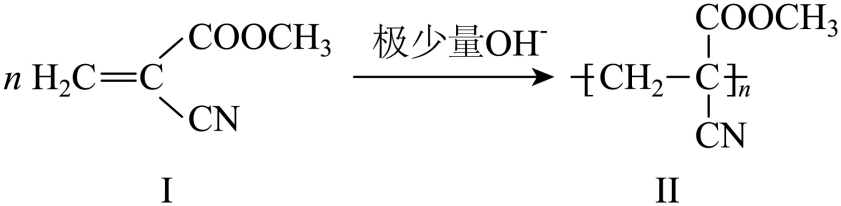 n H₂C=C COOCH₃ CN
极少量OH⁻
-[CH₂-C]-n COOCH₃ CN
I II